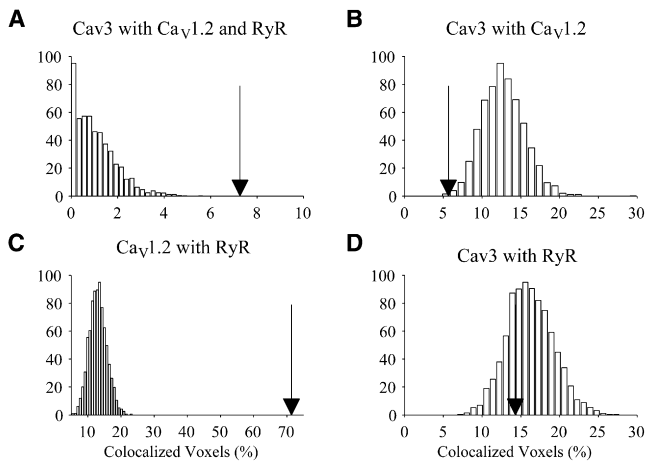 A
Cav3 with CaV1.2 and RyR
100
80
60
40
20
0
0 2 4 6 8 10
B
Cav3 with CaV1.2
100
80
60
40
20
0
0 5 10 15 20 25 30
C
CaV1.2 with RyR
100
80
60
40
20
0
10 20 30 40 50 60 70
Colocalized Voxels (%)
D
Cav3 with RyR
100
80
60
40
20
0
0 5 10 15 20 25 30
Colocalized Voxels (%)